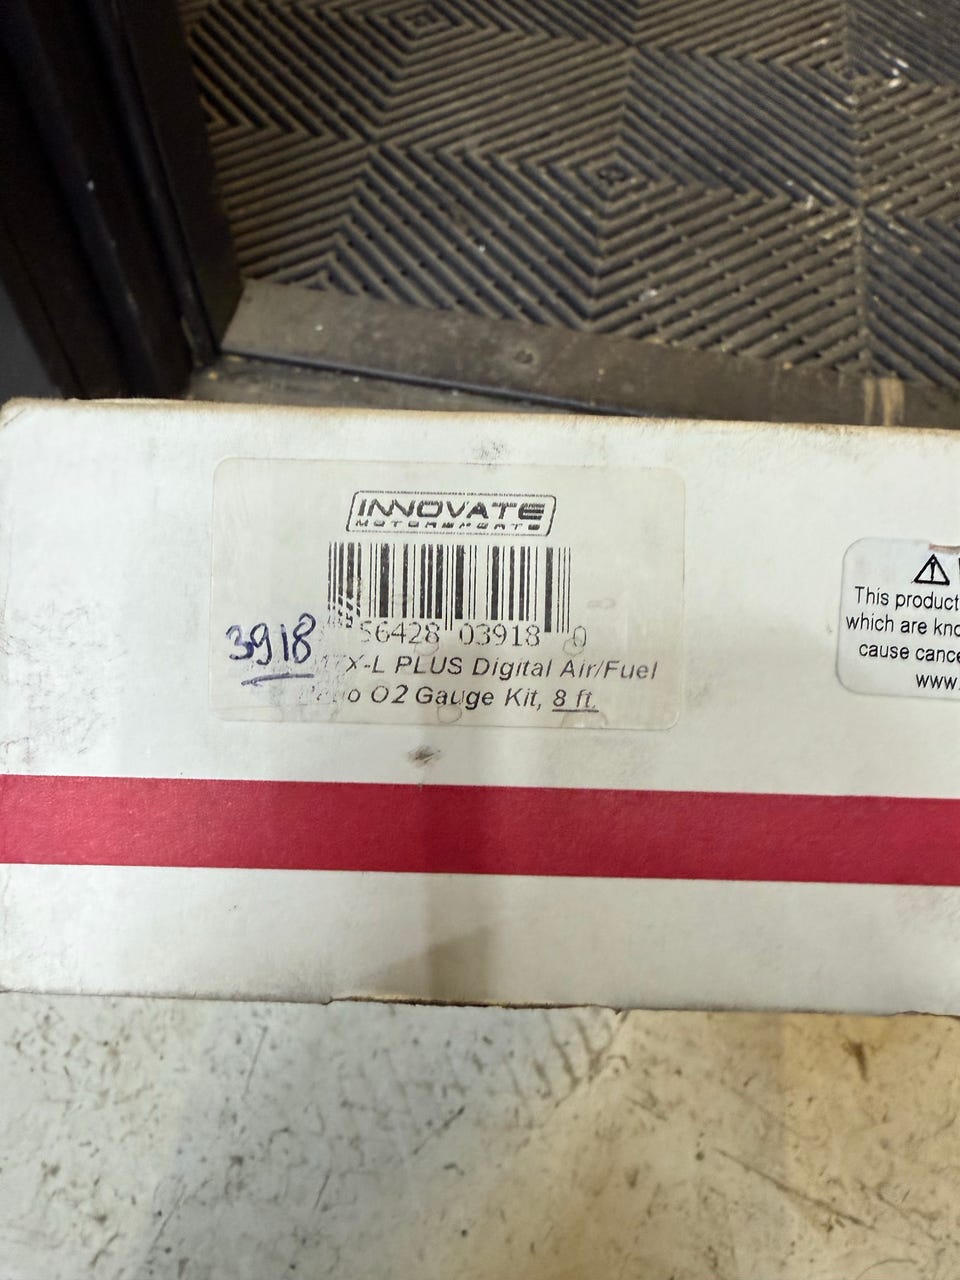 INNOVATE
MOTORSPORTS
56428 03918 0
3918
X-L PLUS Digital Air/Fuel
O2 Gauge Kit, 8 ft.
This product
which are kno
cause cance
www.